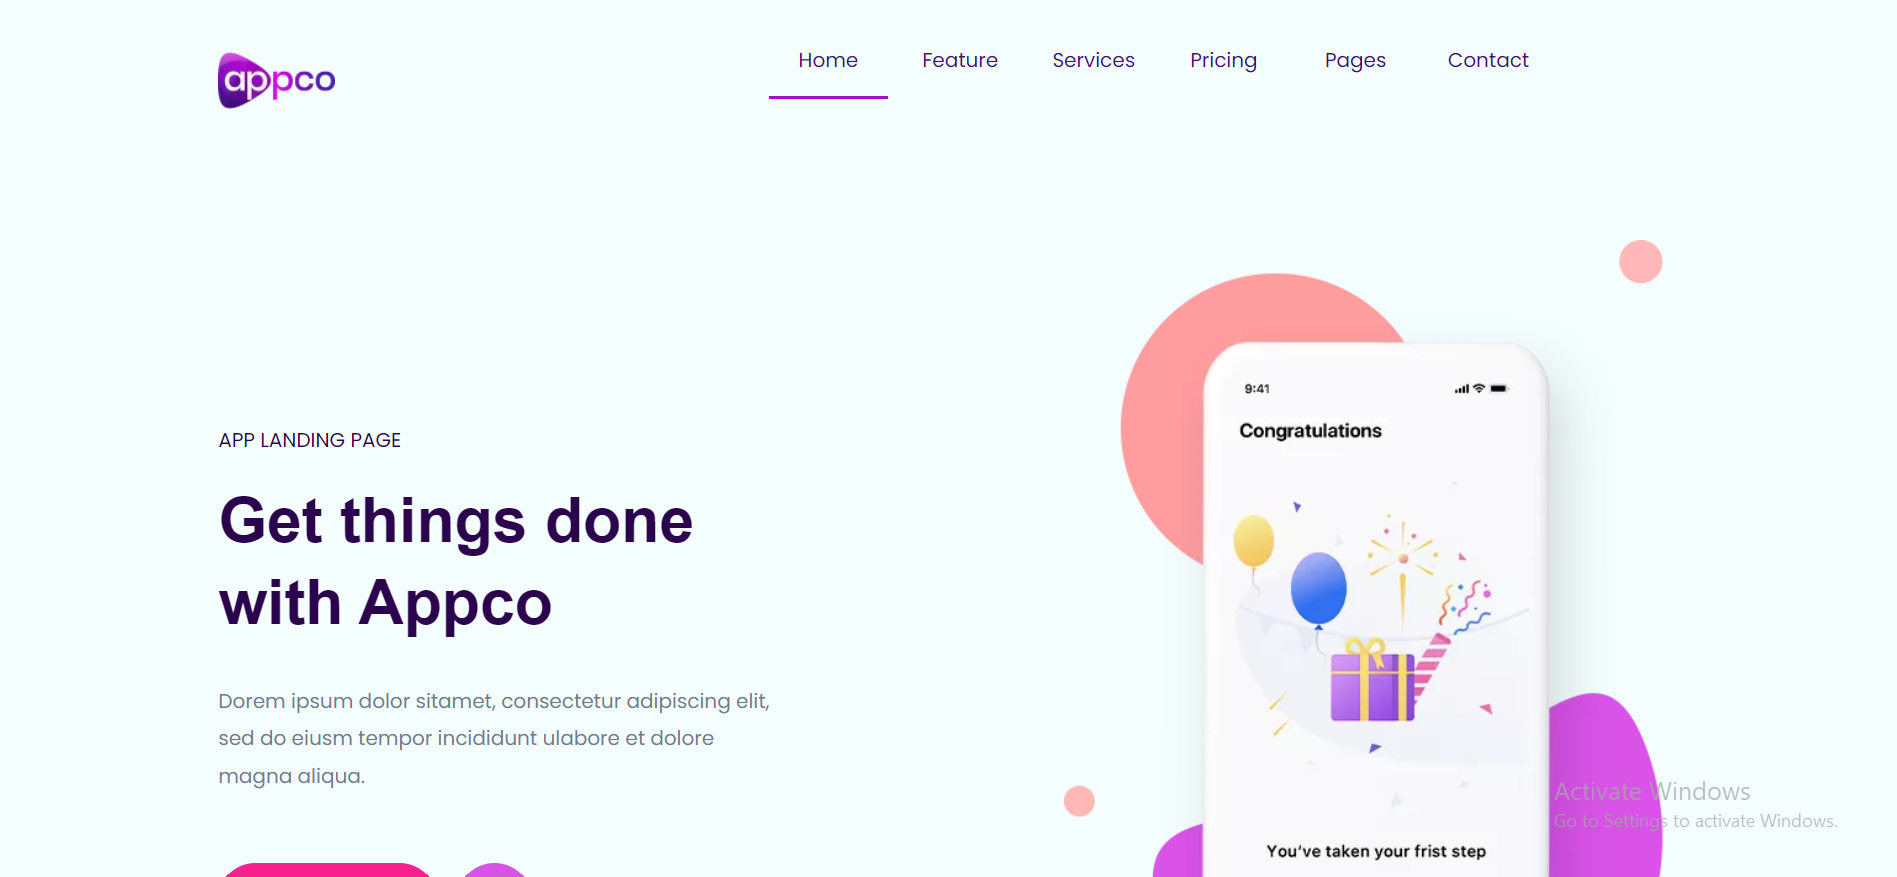 appco
Home Feature Services Pricing Pages Contact
APP LANDING PAGE
Get things done
with Appco
Dorem ipsum dolor sitamet, consectetur adipiscing elit,
sed do eiusm tempor incididunt ulabore et dolore
magna aliqua.
9:41
Congratulations
You've taken your frist step
Activate Windows
Go to Settings to activate Windows.